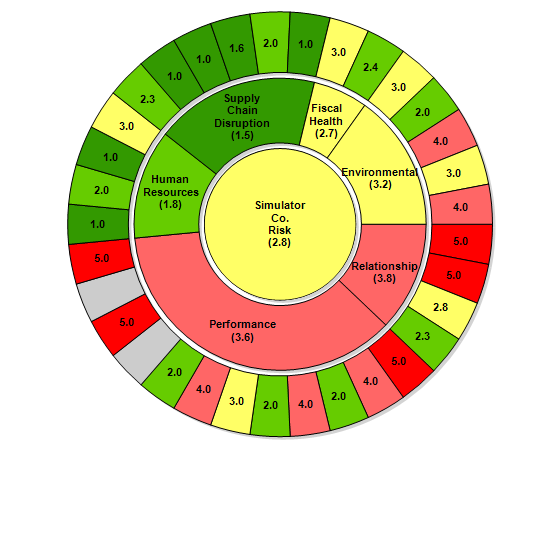 Simulator
Co.
Risk
(2.8)
Supply
Chain
Disruption
(1.5)
Fiscal
Health
(2.7)
Environmental
(3.2)
Relationship
(3.8)
Performance
(3.6)
Human
Resources
(1.8)
2.0
1.0
3.0
2.4
3.0
2.0
4.0
3.0
4.0
5.0
5.0
2.8
2.3
5.0
4.0
2.0
4.0
2.0
3.0
4.0
2.0
5.0
5.0
1.0
2.0
1.0
3.0
2.3
1.0
1.0
1.6